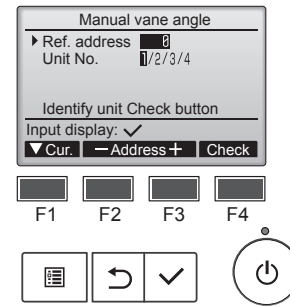 Manual vane angle
Ref. address 0
Unit No. 1/2/3/4
Identify unit Check button
Input display: ✓
▼ Cur. − Address + Check
F1 F2 F3 F4